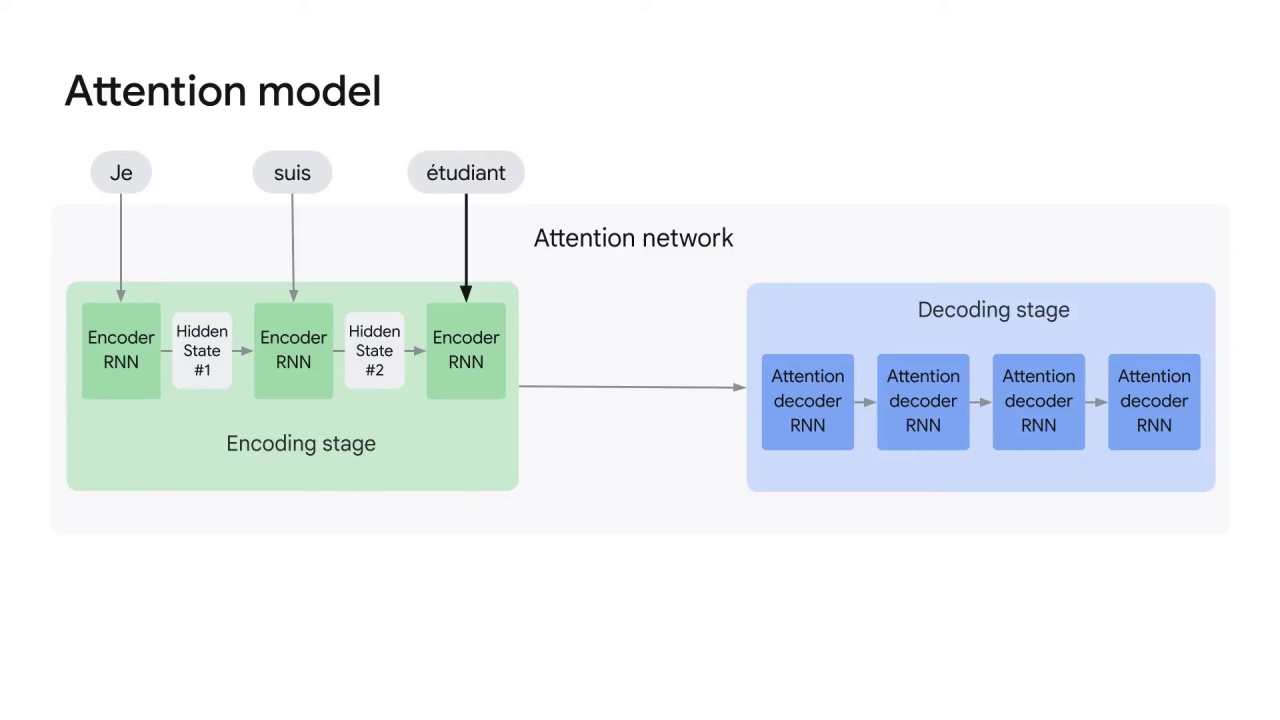 Attention model
Je
suis
étudiant
Attention network
Encoder
RNN
Hidden
State
#1
Encoder
RNN
Hidden
State
#2
Encoder
RNN
Encoding stage
Decoding stage
Attention
decoder
RNN
Attention
decoder
RNN
Attention
decoder
RNN
Attention
decoder
RNN